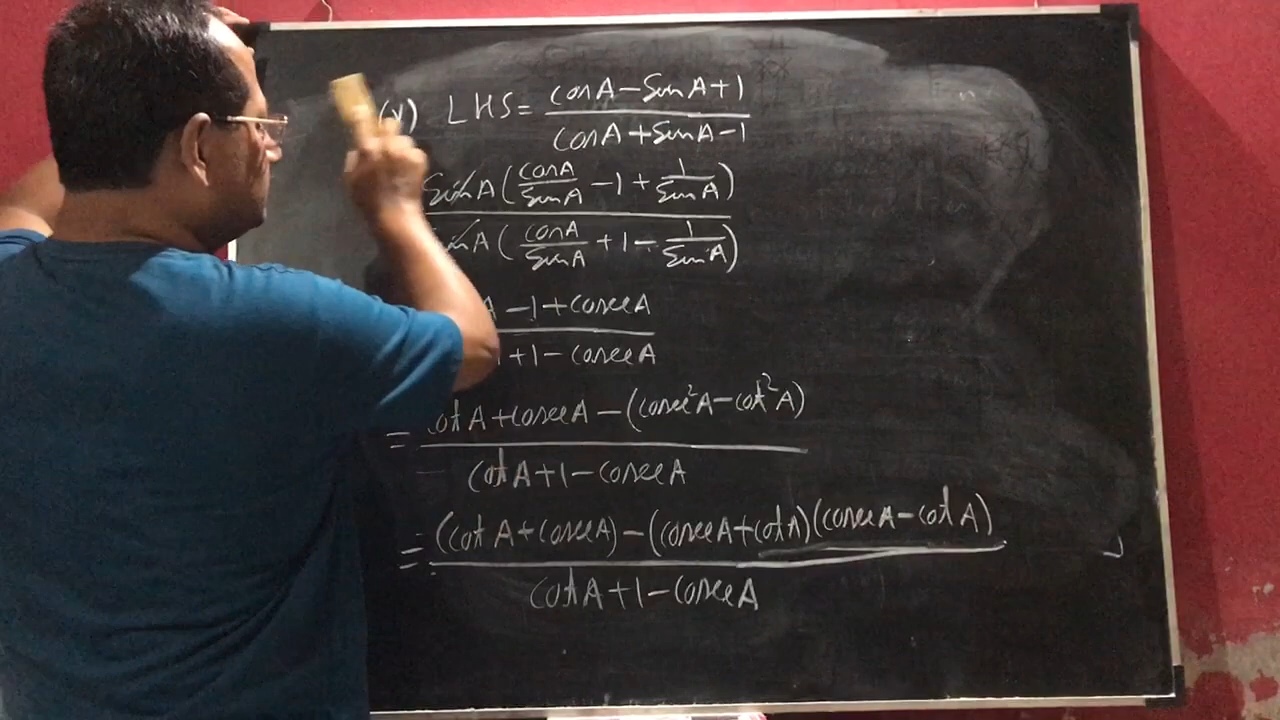 (v) LHS = cosA - SinA + 1
cosA + SinA - 1
SinA ( cosA/SinA - 1 + 1/SinA )
SinA ( cosA/SinA + 1 - 1/SinA )
A - 1 + cosecA
+ 1 - cosecA
= cotA + cosecA - (cosec²A - cot²A)
cotA + 1 - cosecA
= (cotA + cosecA) - (cosecA + cotA)(cosecA - cotA)
cotA + 1 - cosecA